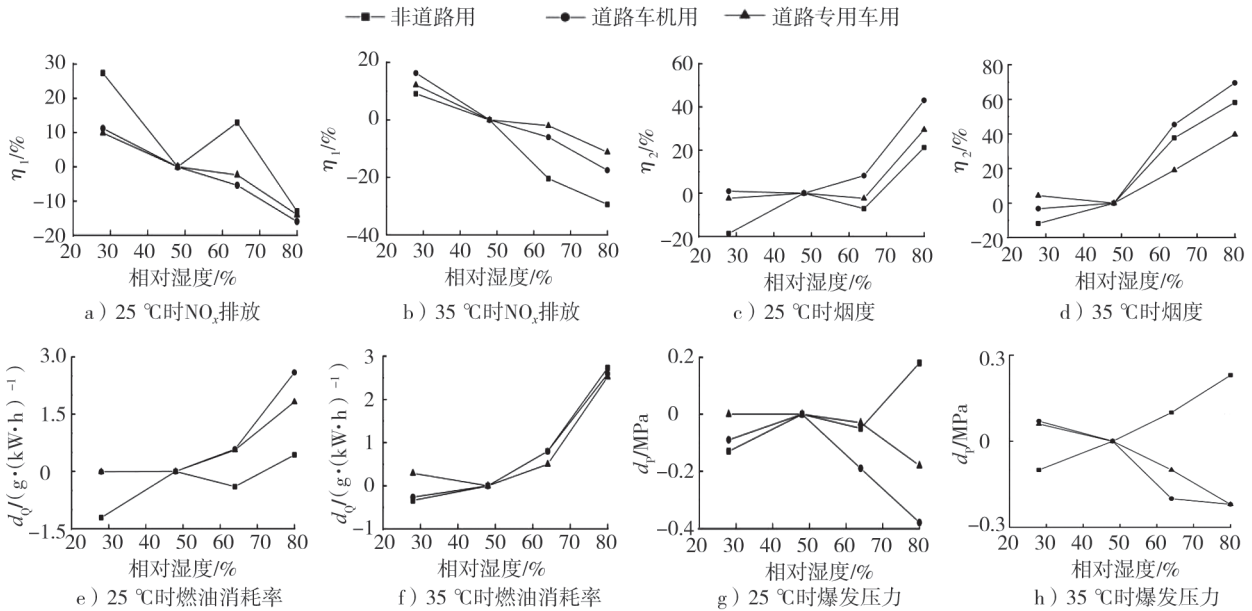 非道路用 道路车机用 道路专用车用
30
20
10
0
−10
−20
20 30 40 50 60 70 80
η1/%
相对湿度/%
a）25 ℃时NOx排放
20
0
−20
−40
20 30 40 50 60 70 80
η1/%
相对湿度/%
b）35 ℃时NOx排放
60
40
20
0
−20
20 30 40 50 60 70 80
η2/%
相对湿度/%
c）25 ℃时烟度
80
60
40
20
0
−20
20 30 40 50 60 70 80
η2/%
相对湿度/%
d）35 ℃时烟度
3.0
1.5
0
−1.5
20 30 40 50 60 70 80
dQ/(g·(kW·h)−1)
相对湿度/%
e）25 ℃时燃油消耗率
3
2
1
0
−1
20 30 40 50 60 70 80
dQ/(g·(kW·h)−1)
相对湿度/%
f）35 ℃时燃油消耗率
0.2
0
−0.2
−0.4
20 30 40 50 60 70 80
dp/MPa
相对湿度/%
g）25 ℃时爆发压力
0.3
0
−0.3
20 30 40 50 60 70 80
dp/MPa
相对湿度/%
h）35 ℃时爆发压力